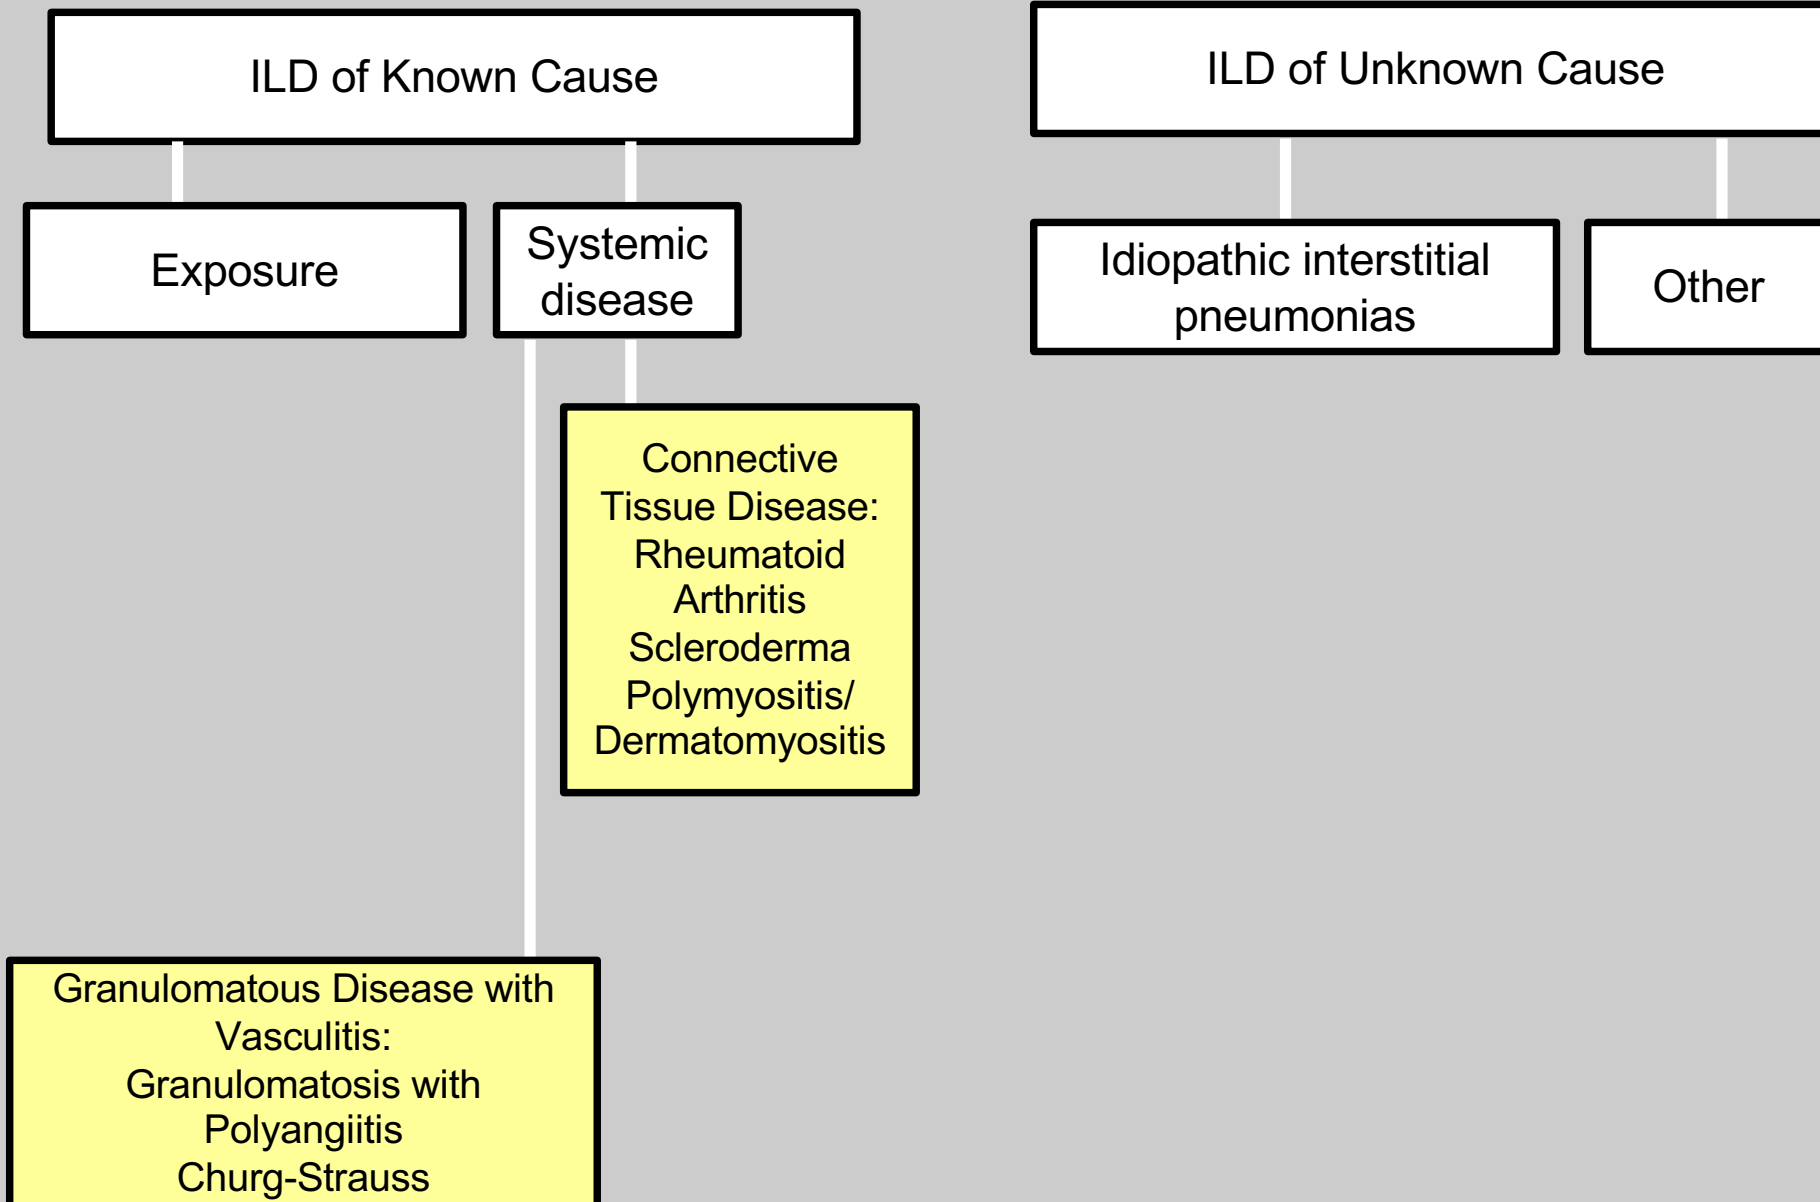 ILD of Known Cause
ILD of Unknown Cause
Exposure
Systemic
disease
Idiopathic interstitial
pneumonias
Other
Connective
Tissue Disease:
Rheumatoid
Arthritis
Scleroderma
Polymyositis/
Dermatomyositis
Granulomatous Disease with
Vasculitis:
Granulomatosis with
Polyangiitis
Churg-Strauss